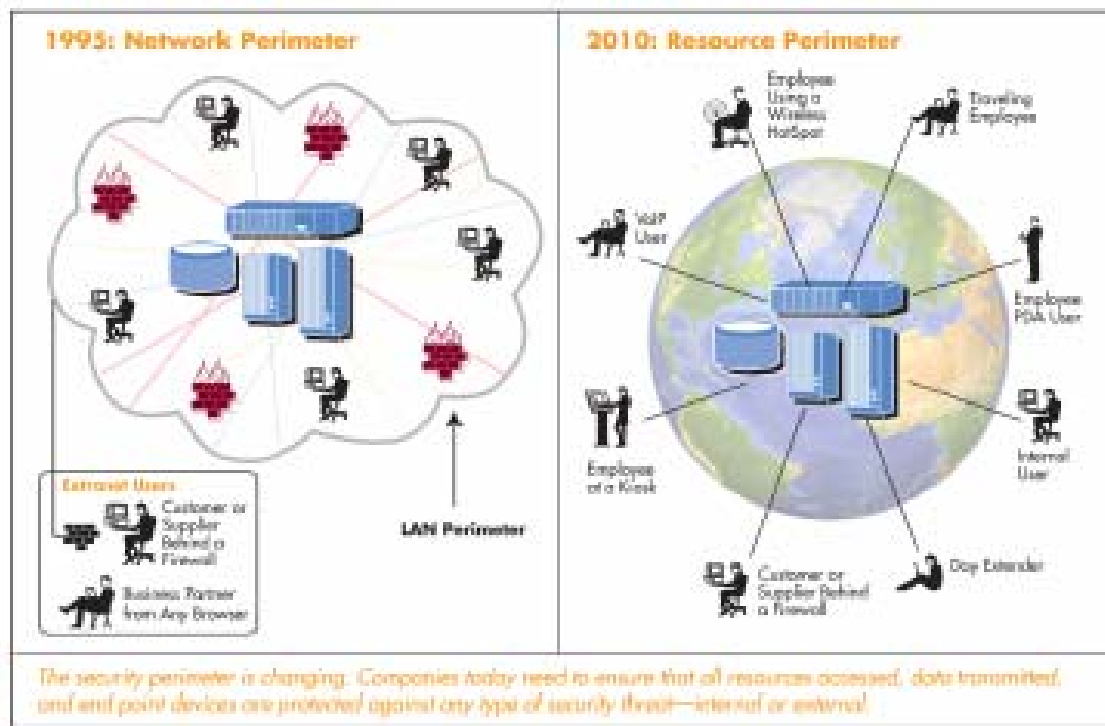 1995: Network Perimeter
Extranet Users
Customer or
Supplier
Behind a
Firewall
Business Partner
from Any Browser
LAN Perimeter
2010: Resource Perimeter
Employee
Using a
Wireless
HotSpot
Traveling
Employee
VoIP
User
Employee
PDA User
Employee
at a Kiosk
Internal
User
Customer or
Supplier Behind
a Firewall
Day Extender
The security perimeter is changing. Companies today need to ensure that all resources accessed, data transmitted,
and end point devices are protected against any type of security threat—internal or external.